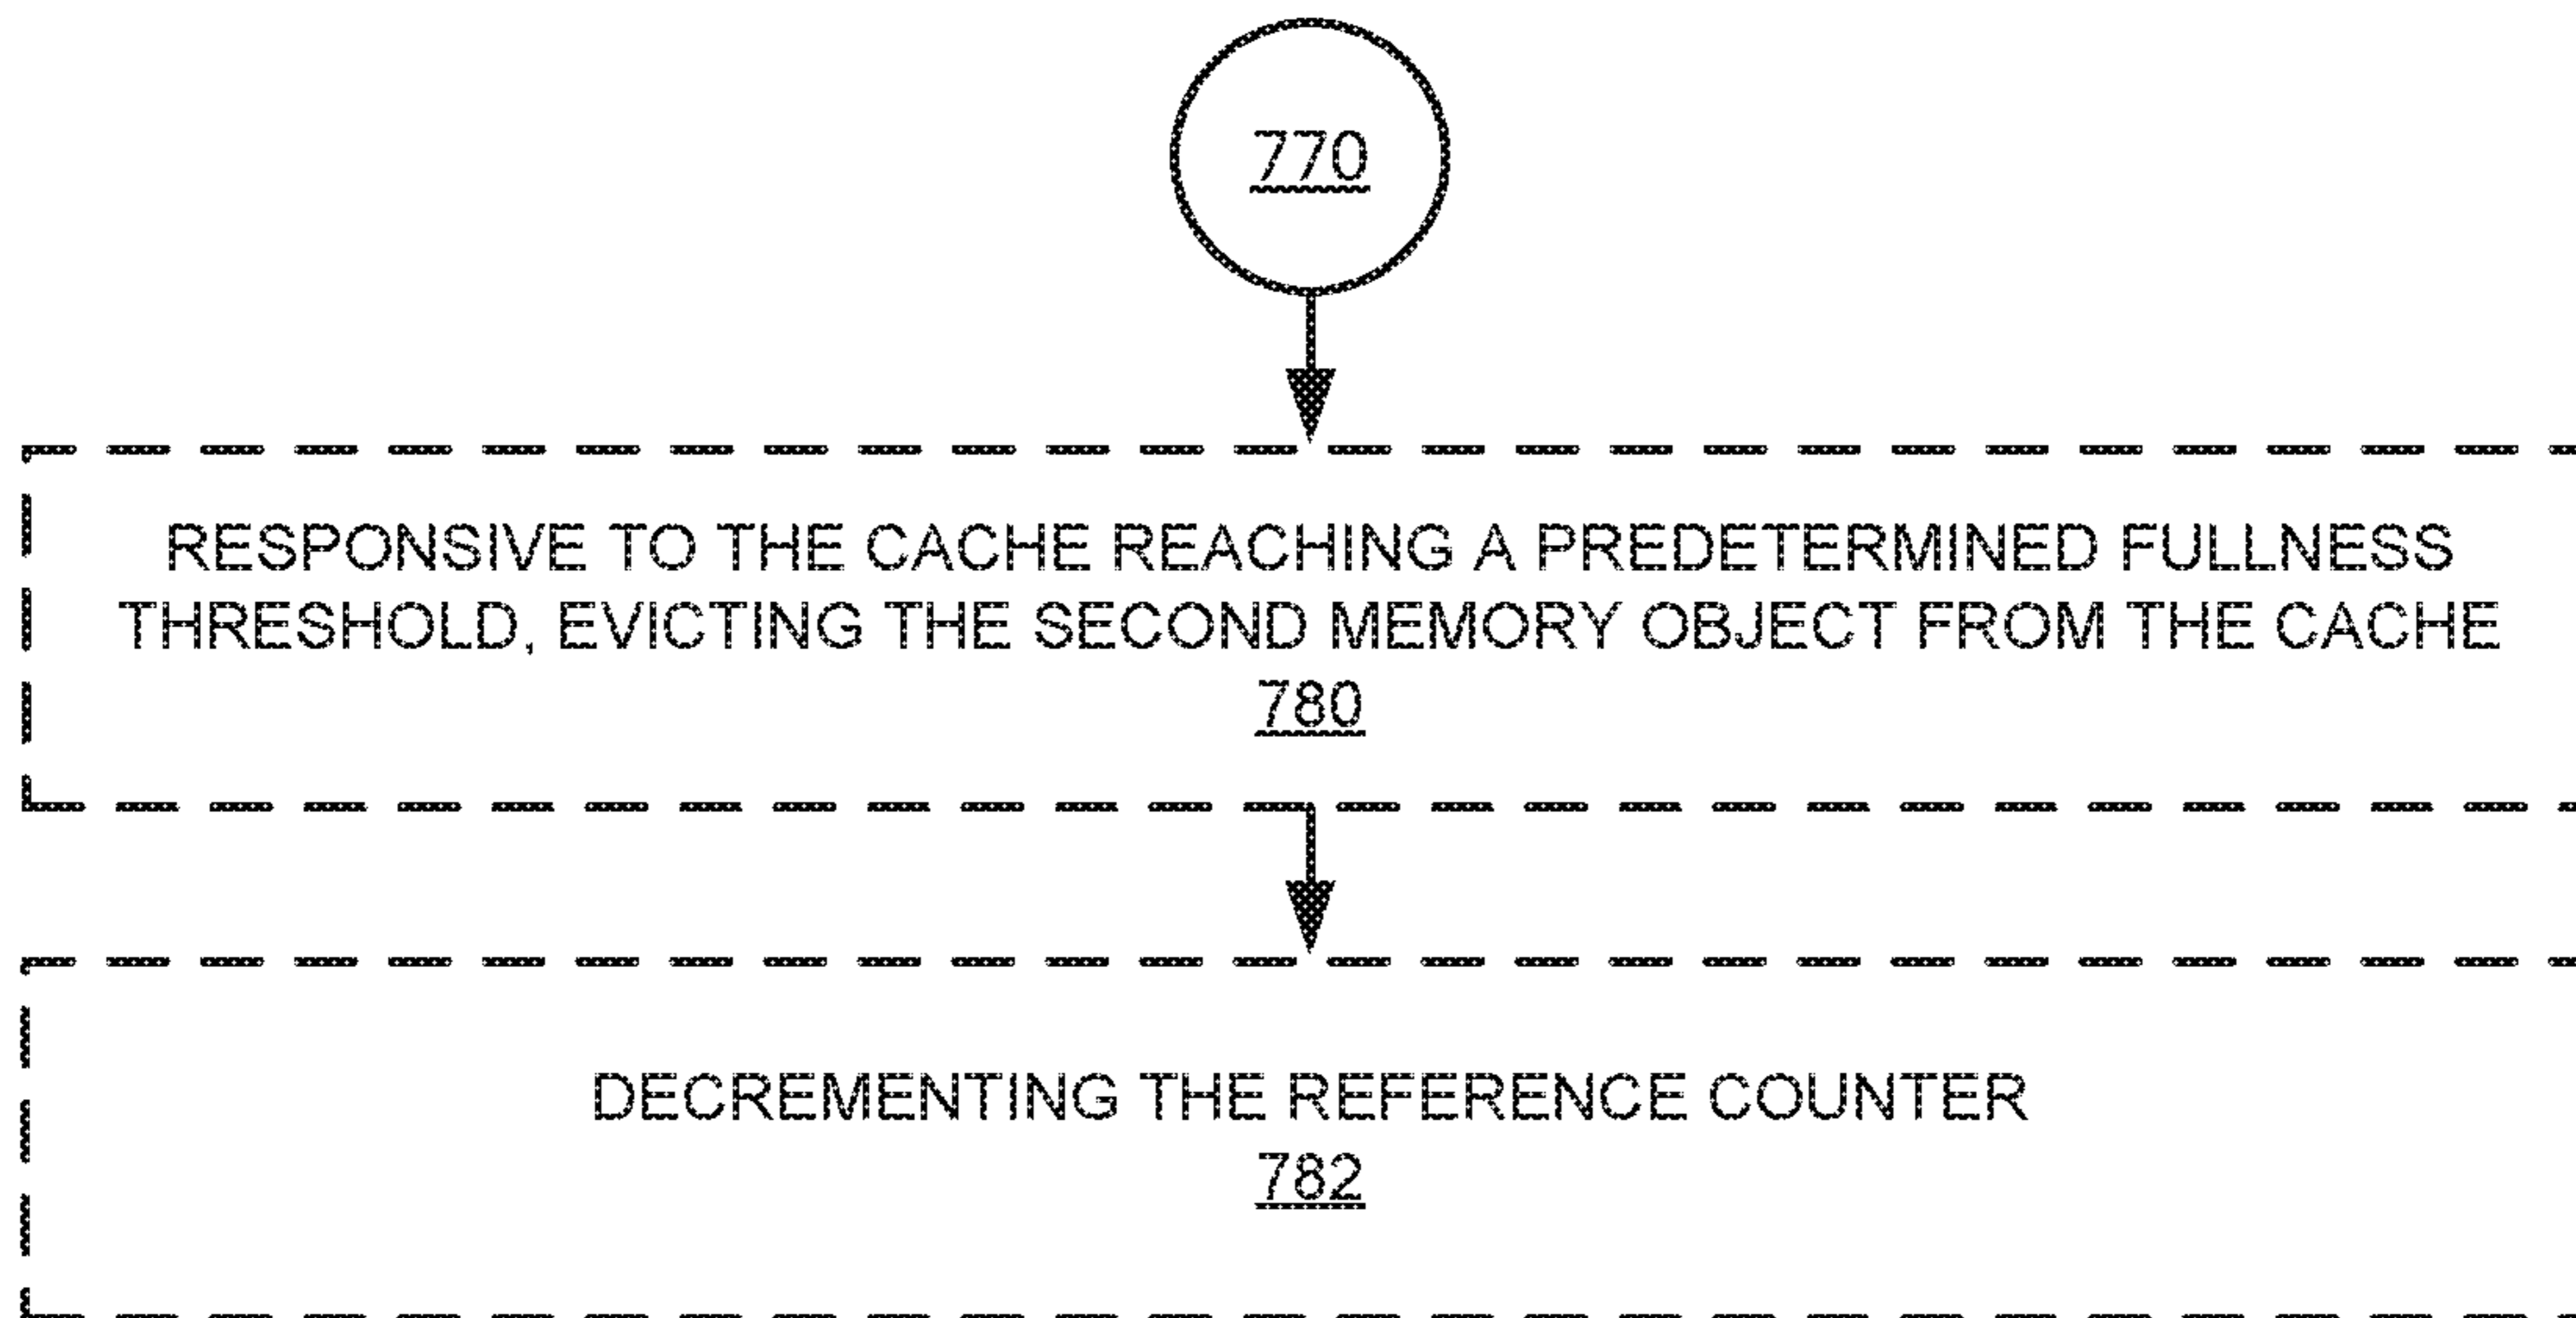 770
RESPONSIVE TO THE CACHE REACHING A PREDETERMINED FULLNESS
THRESHOLD, EVICTING THE SECOND MEMORY OBJECT FROM THE CACHE
780
DECREMENTING THE REFERENCE COUNTER
782